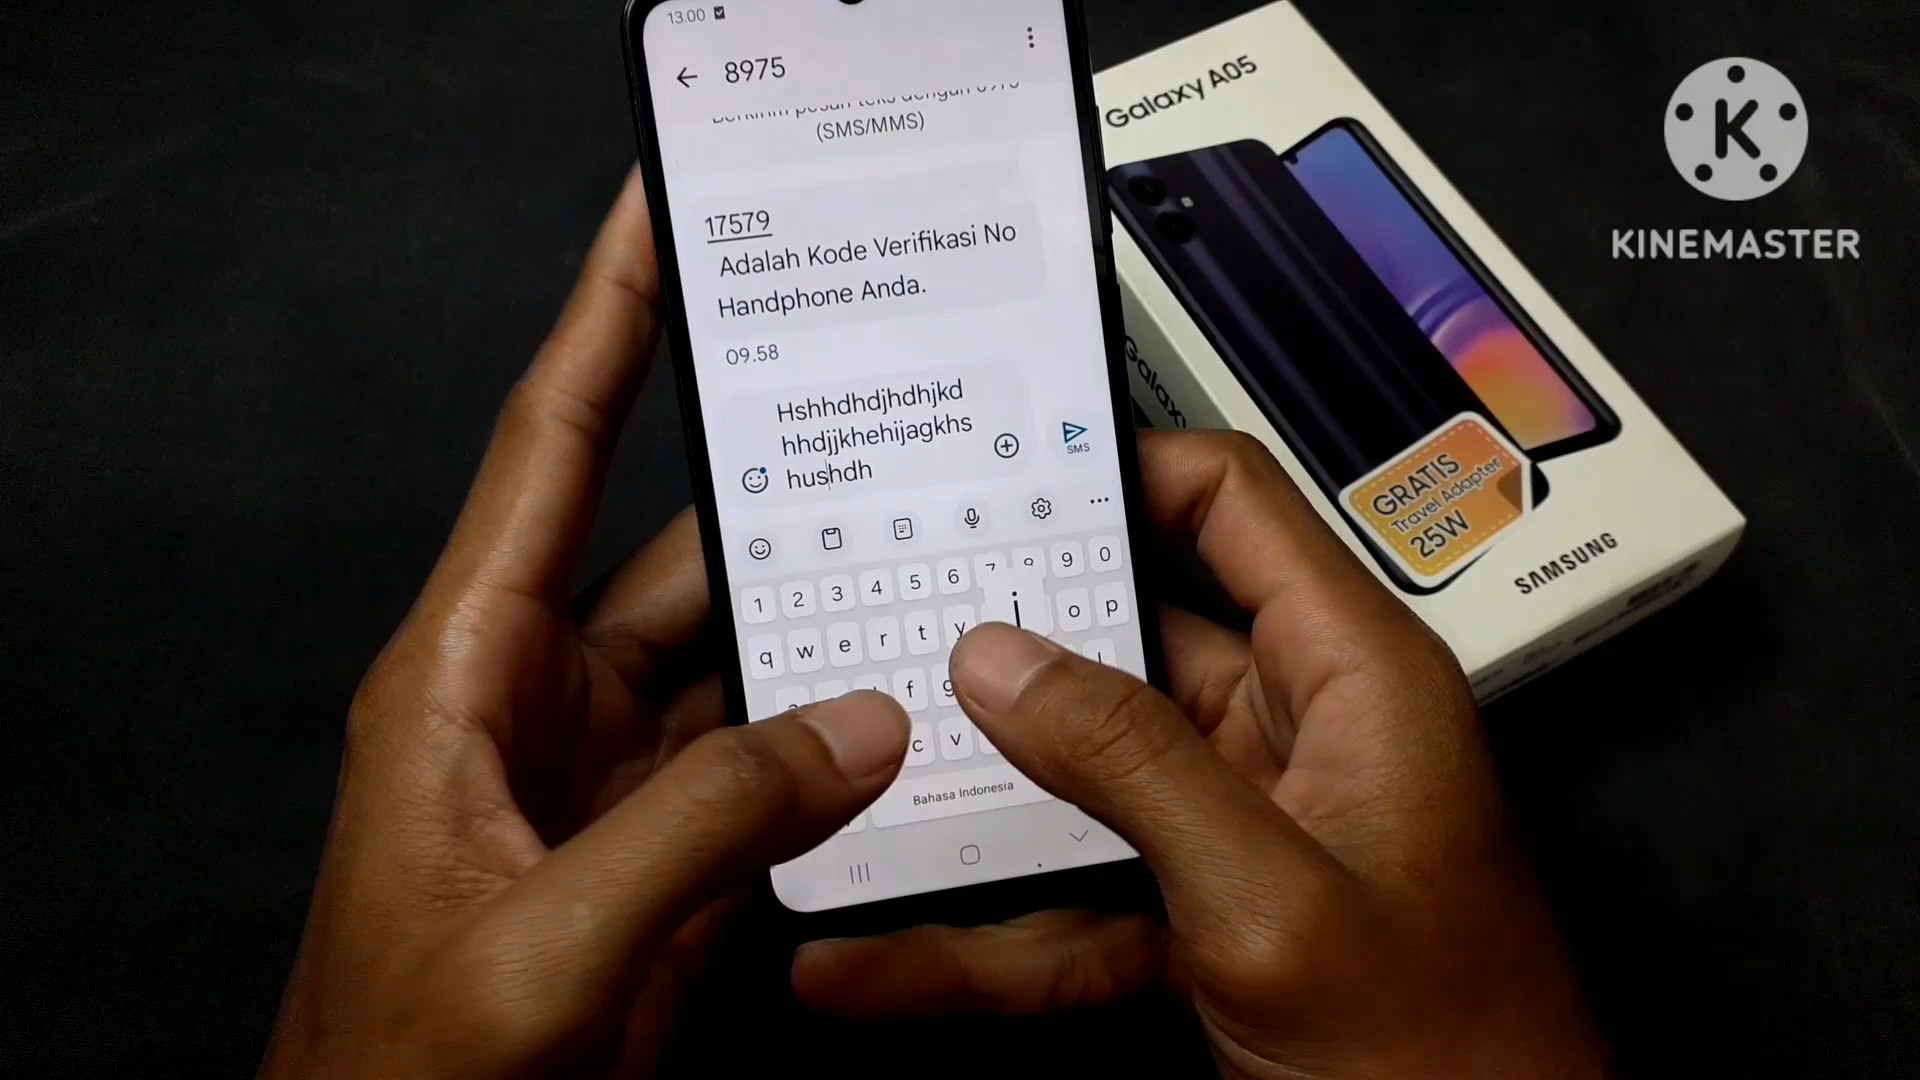 13.00
8975
(SMS/MMS)
17579
Adalah Kode Verifikasi No
Handphone Anda.
09.58
Hshhdhdjhdhjkd
hhdjjkhehijagkhs
hushdh
SMS
1 2 3 4 5 6 7 8 9 0
q w e r t y i o p
f g
c v
Bahasa Indonesia
Galaxy A05
Galaxy
GRATIS
Travel Adapter
25W
SAMSUNG
K
KINEMASTER